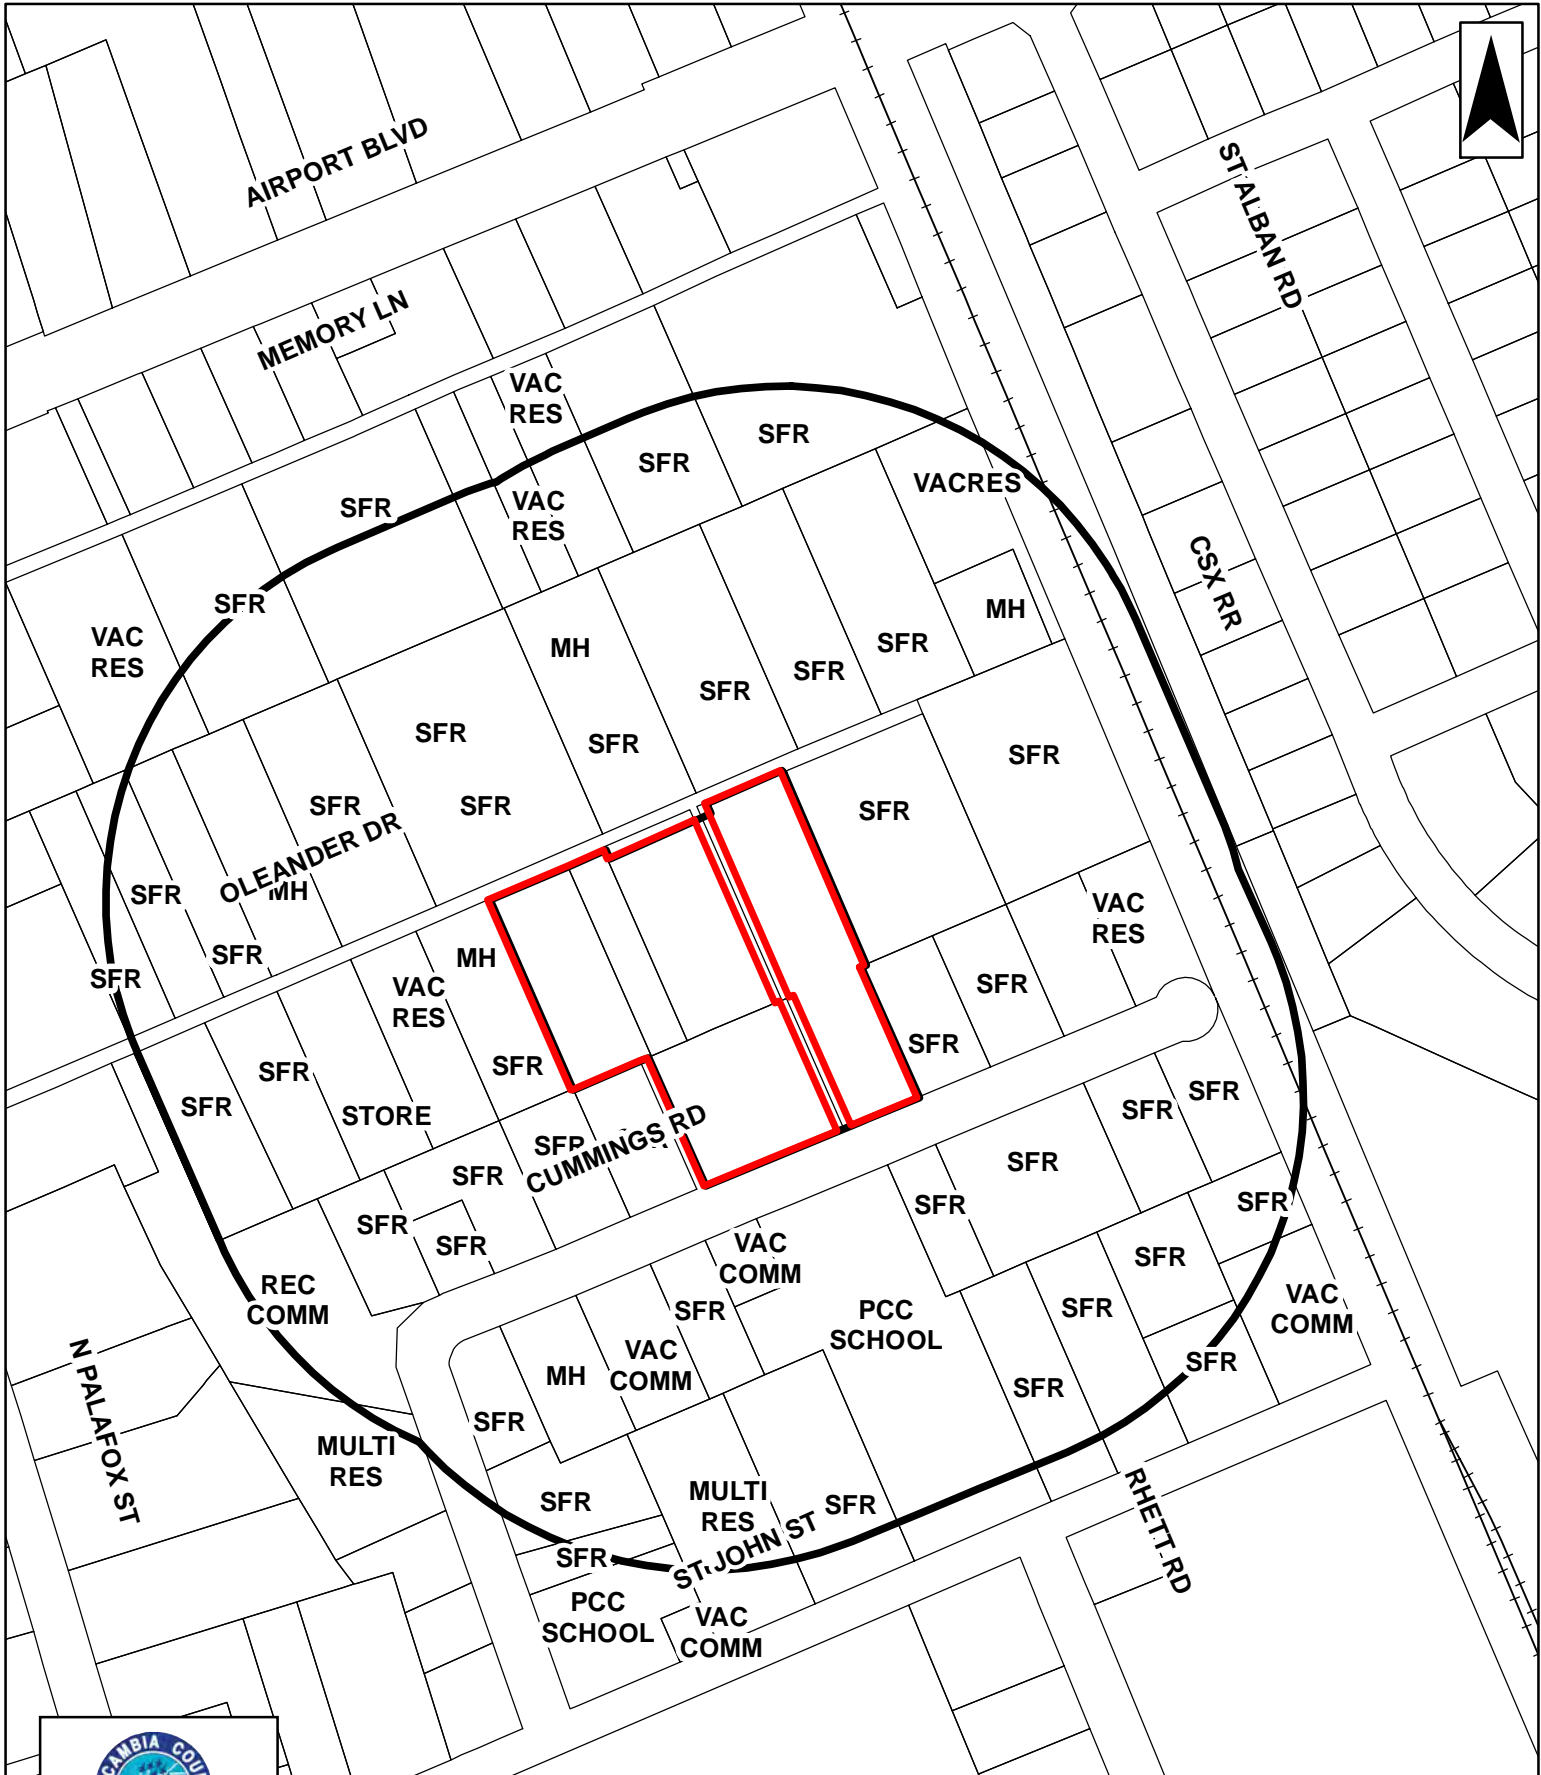 AIRPORT BLVD
ST ALBAN RD
MEMORY LN
VAC
RES
SFR
SFR
VACRES
SFR
VAC
RES
CSX RR
SFR
MH
VAC
RES
MH
SFR
SFR
SFR
SFR
SFR
SFR
SFR
SFR
SFR
SFR
OLEANDER DR
MH
SFR
VAC
RES
SFR
MH
SFR
SFR
VAC
RES
SFR
SFR
SFR
SFR
SFR
SFR
STORE
SFR
CUMMINGS RD
SFR
SFR
SFR
SFR
SFR
SFR
SFR
VAC
COMM
SFR
REC
COMM
SFR
PCC
SCHOOL
SFR
VAC
COMM
N PALAFOX ST
MH
VAC
COMM
SFR
SFR
SFR
MULTI
RES
SFR
MULTI
RES
SFR
RHETT RD
ST JOHN ST
SFR
PCC
SCHOOL
VAC
COMM
CAMBIA COU